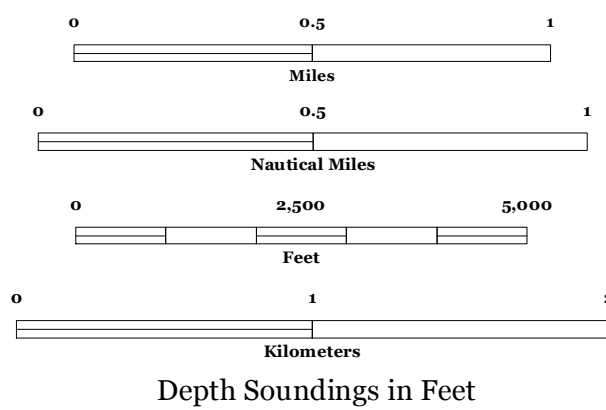 0 0.5 1
Miles
0 0.5 1
Nautical Miles
0 2,500 5,000
Feet
0 1 2
Kilometers
Depth Soundings in Feet